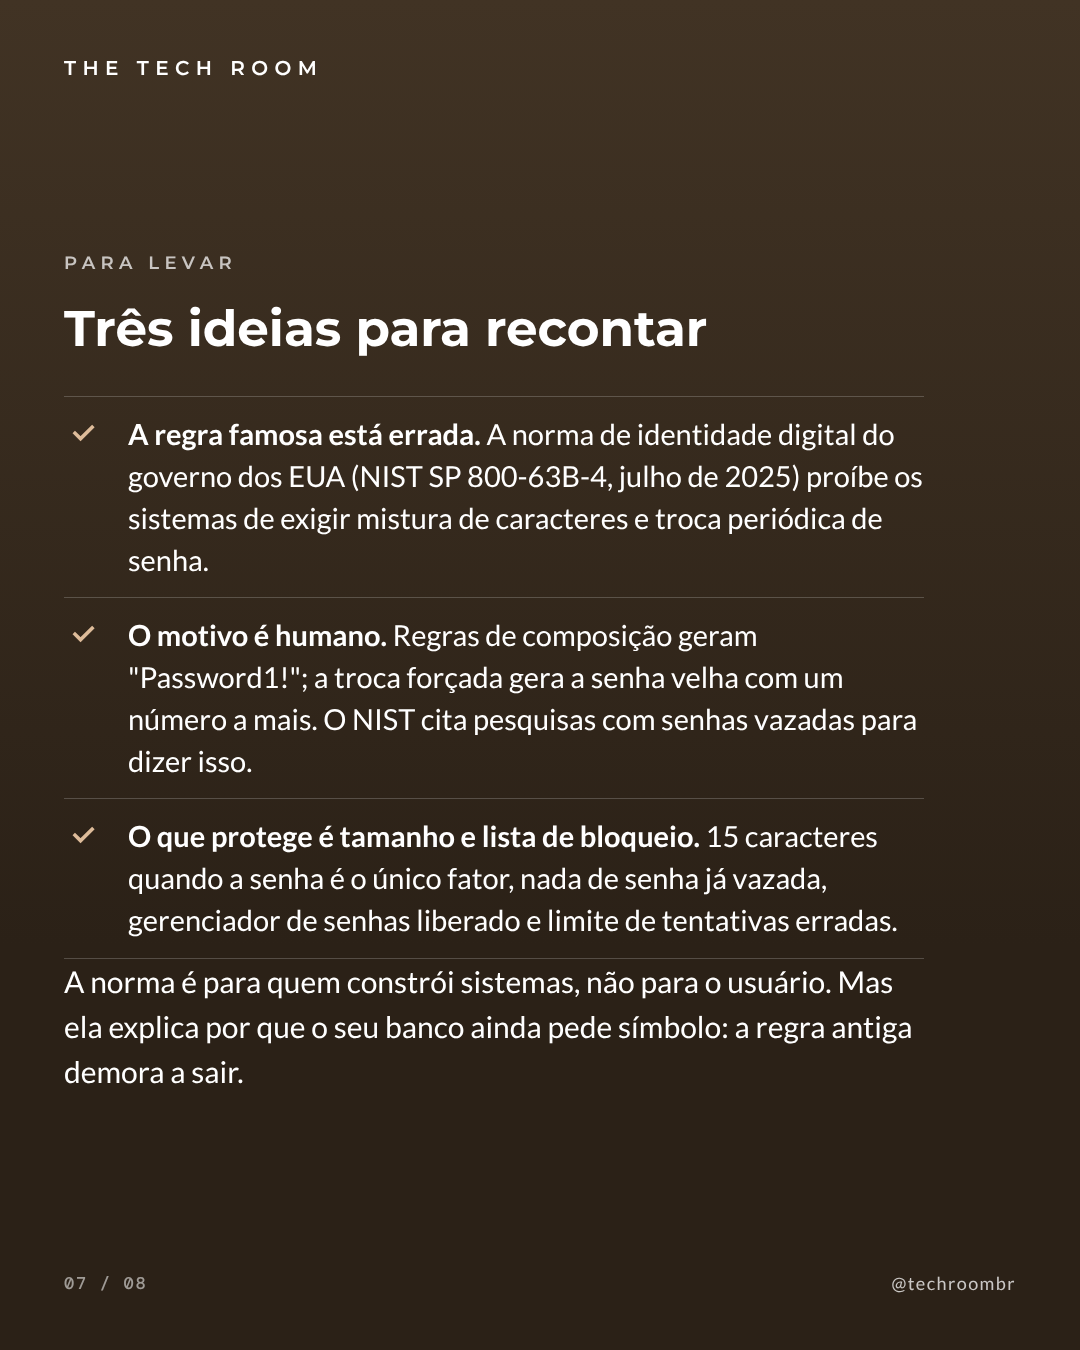 THE TECH ROOM
PARA LEVAR
Três ideias para recontar
A regra famosa está errada. A norma de identidade digital do
governo dos EUA (NIST SP 800-63B-4, julho de 2025) proíbe os
sistemas de exigir mistura de caracteres e troca periódica de
senha.
O motivo é humano. Regras de composição geram
"Password1!"; a troca forçada gera a senha velha com um
número a mais. O NIST cita pesquisas com senhas vazadas para
dizer isso.
O que protege é tamanho e lista de bloqueio. 15 caracteres
quando a senha é o único fator, nada de senha já vazada,
gerenciador de senhas liberado e limite de tentativas erradas.
A norma é para quem constrói sistemas, não para o usuário. Mas
ela explica por que o seu banco ainda pede símbolo: a regra antiga
demora a sair.
07 / 08
@techroombr